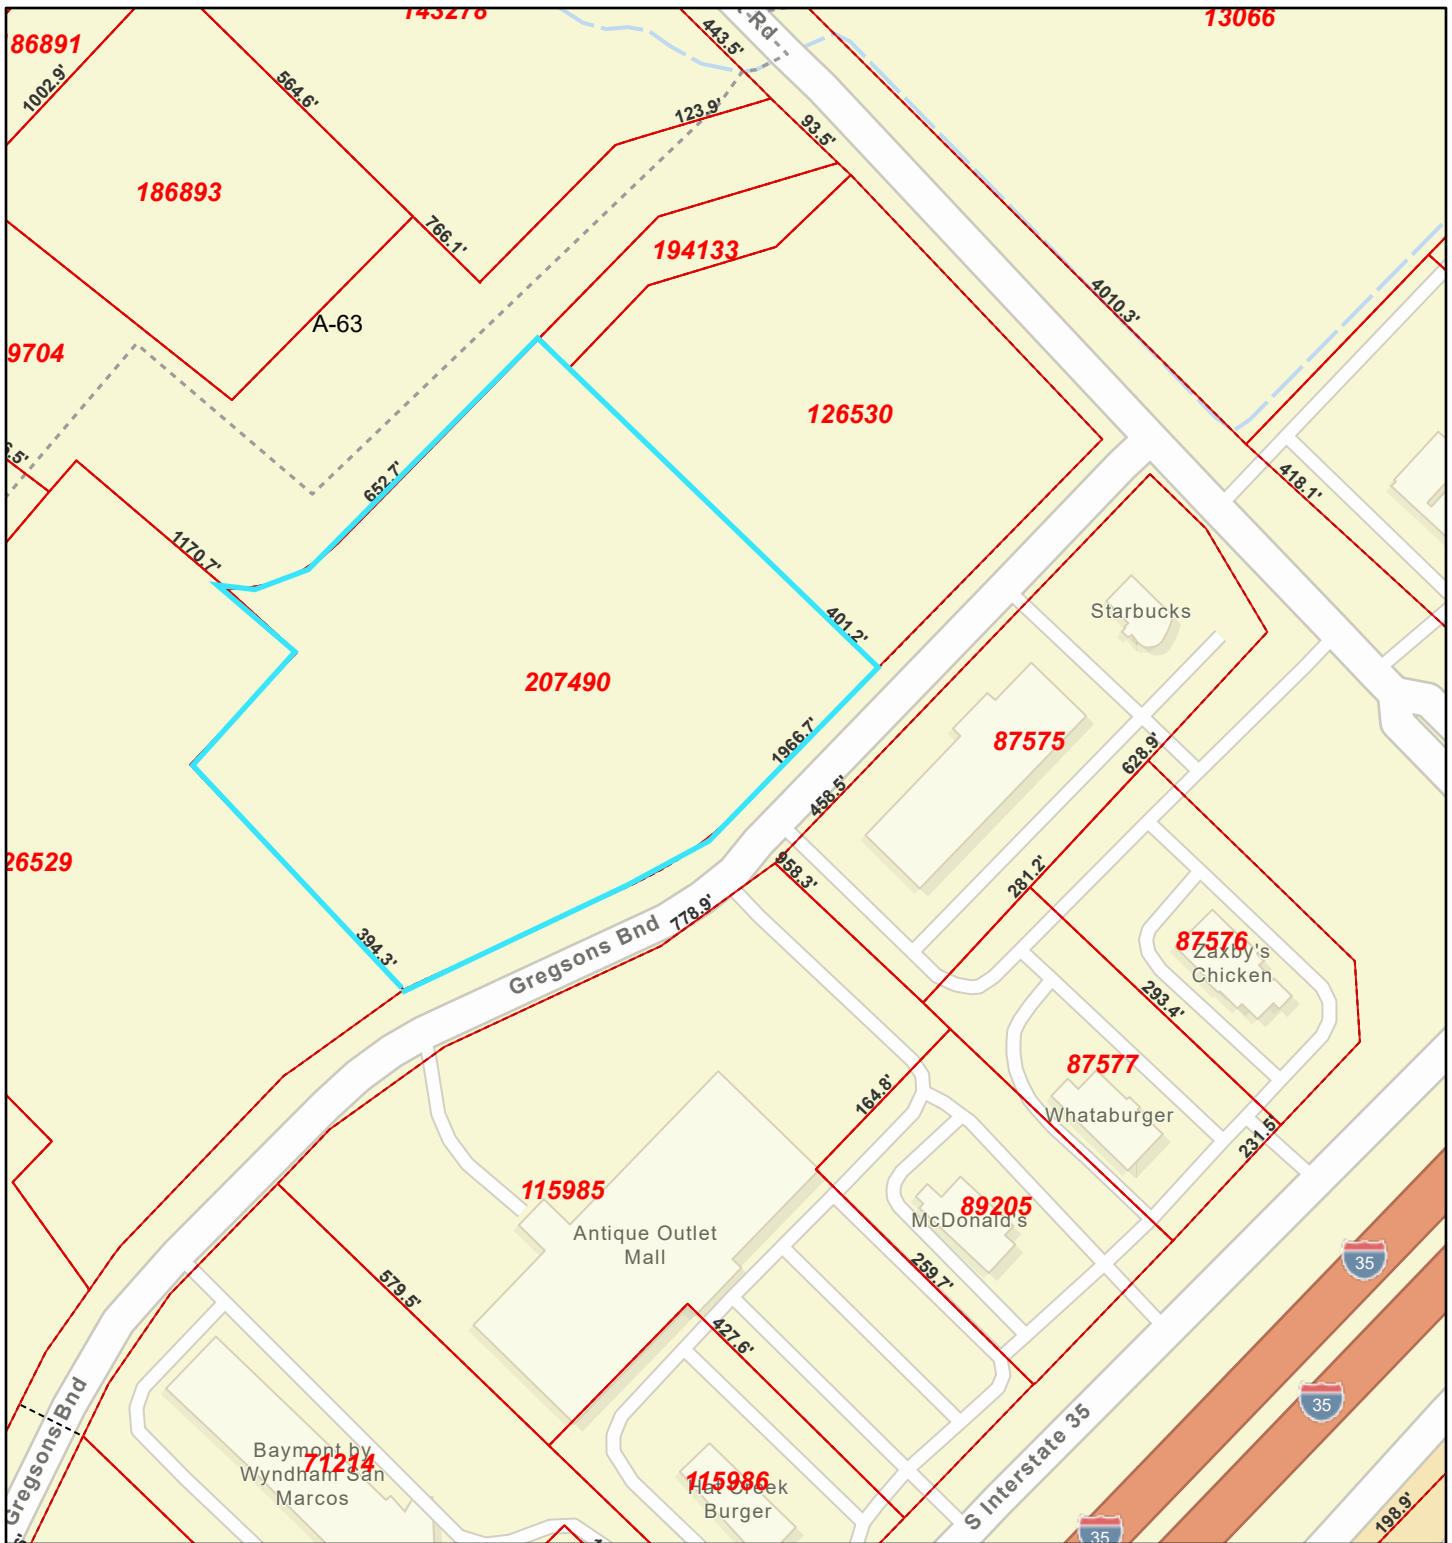 143278
13066
86891
443.5'
1002.9'
564.6'
123.9'
93.5'
186893
766.1'
194133
4010.3'
A-63
9704
126530
652.7'
418.1'
1170.7'
401.2'
Starbucks
207490
1966.7'
87575
628.9'
458.5'
26529
958.3'
281.2'
778.9'
394.3'
Gregsons Bnd
87576
Zaxby's
Chicken
293.4'
87577
164.8'
Whataburger
231.5'
115985
89205
McDonald's
Antique Outlet
Mall
259.7'
35
579.5'
427.6'
35
Gregsons Bnd
S Interstate 35
Baymont by
Wyndham San
Marcos
71214
115986
Hat Creek
Burger
198.9'
35